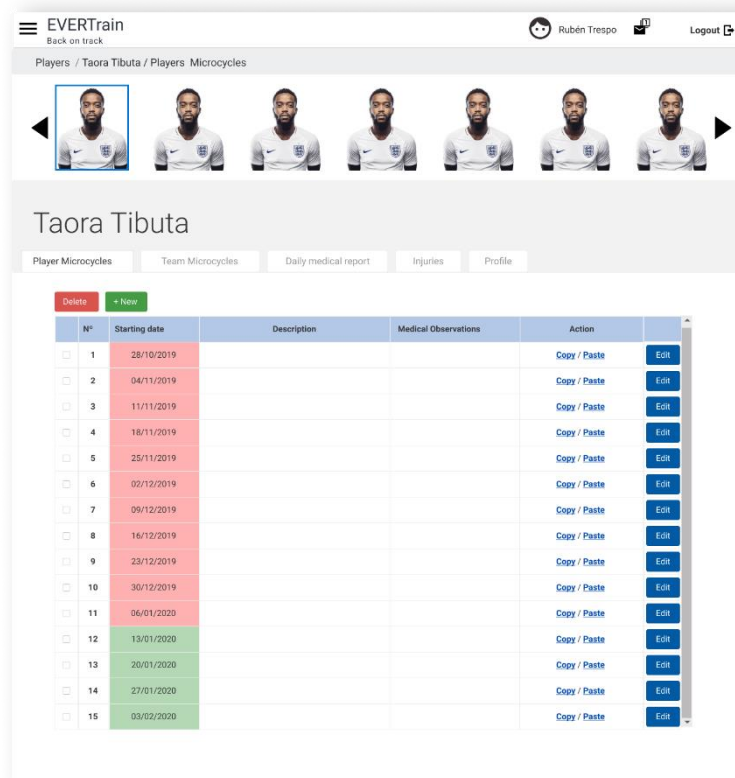 EVERTrain
Back on track
Rubén Trespo
Logout
Players / Taora Tibuta / Players Microcycles
Taora Tibuta
Player Microcycles Team Microcycles Daily medical report Injuries Profile
Delete + New
Nº Starting date Description Medical Observations Action
1 28/10/2019 Copy / Paste Edit
2 04/11/2019 Copy / Paste Edit
3 11/11/2019 Copy / Paste Edit
4 18/11/2019 Copy / Paste Edit
5 25/11/2019 Copy / Paste Edit
6 02/12/2019 Copy / Paste Edit
7 09/12/2019 Copy / Paste Edit
8 16/12/2019 Copy / Paste Edit
9 23/12/2019 Copy / Paste Edit
10 30/12/2019 Copy / Paste Edit
11 06/01/2020 Copy / Paste Edit
12 13/01/2020 Copy / Paste Edit
13 20/01/2020 Copy / Paste Edit
14 27/01/2020 Copy / Paste Edit
15 03/02/2020 Copy / Paste Edit